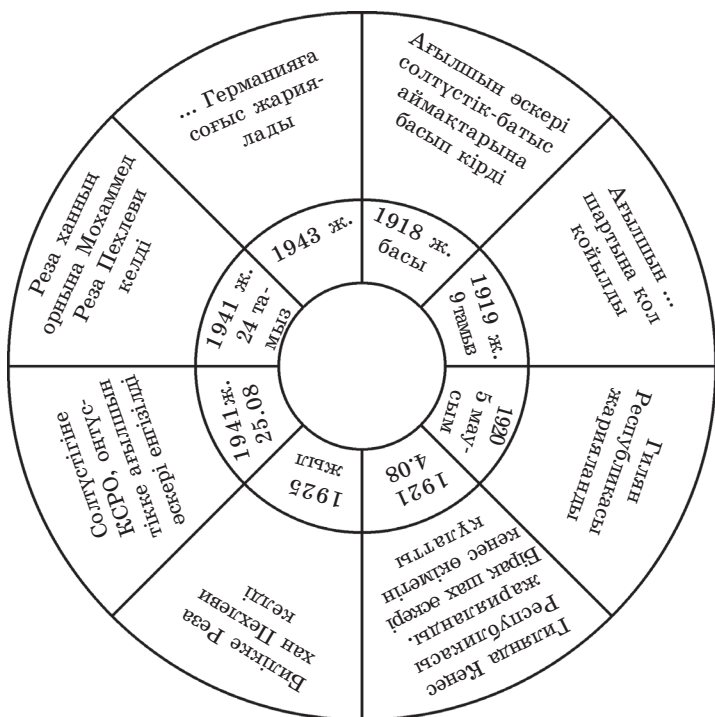 Ағылшын әскері
солтүстік-батыс
аймақтарына
басып кірді
1918 ж.
басы
Ағылшын ...
шартына қол
қойылды
1919 ж.
9 тамыз
Гилян
Республикасы
жарияланды
1920
5 мау-
сым
Гилянда Кеңес
Республикасы
жарияланды.
Бірақ шах әскері
кеңес өкіметін
құлатты
1921
4.08
Билікке Реза
хан Пехлеви
келді
1925
жыл
Солтүстігіне
КСРО, оңтүс-
тікке ағылшын
әскері енгізілді
1941 ж.
25.08
Реза ханның
орнына Мохаммед
Реза Пехлеви
келді
1941 ж.
24 та-
мыз
... Германияға
соғыс жария-
лады
1943 ж.